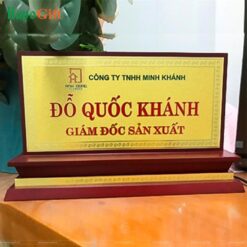 CÔNG TY TNHH MINH KHÁNH
ĐỖ QUỐC KHÁNH
GIÁM ĐỐC SẢN XUẤT